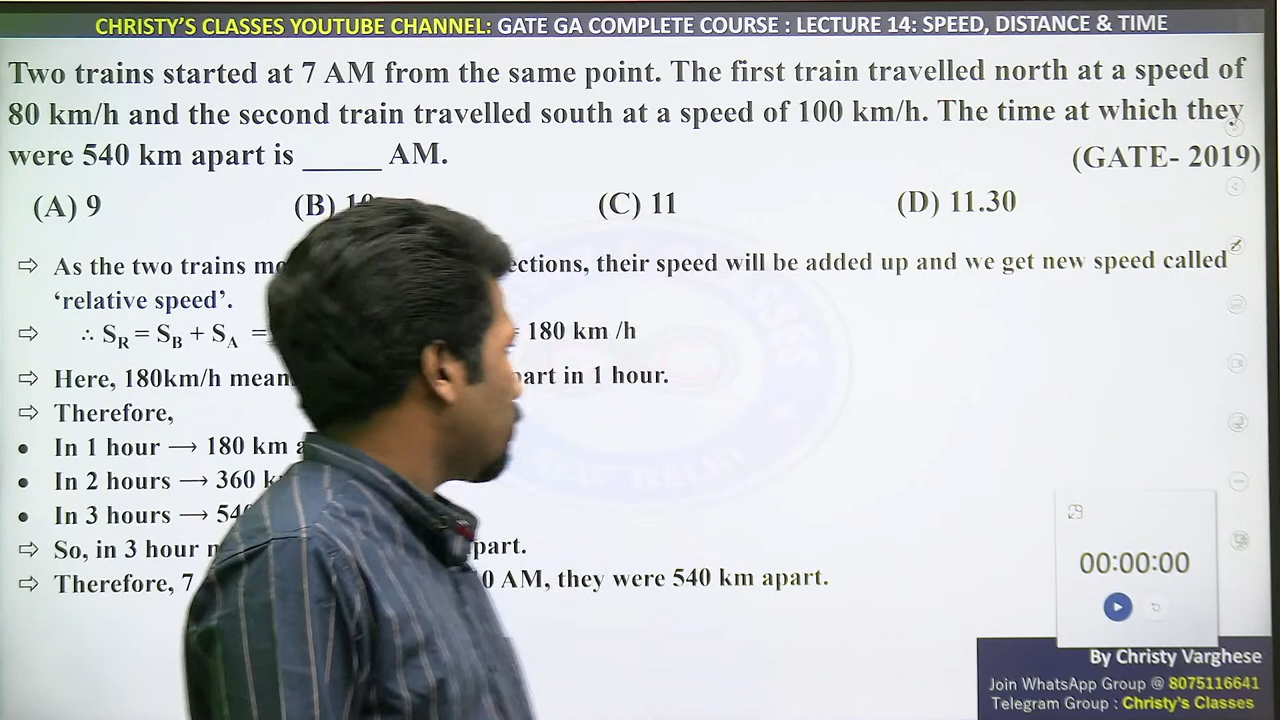 CHRISTY'S CLASSES YOUTUBE CHANNEL: GATE GA COMPLETE COURSE : LECTURE 14: SPEED, DISTANCE & TIME
Two trains started at 7 AM from the same point. The first train travelled north at a speed of
80 km/h and the second train travelled south at a speed of 100 km/h. The time at which they
were 540 km apart is _____ AM.
(GATE- 2019)
(A) 9 (B) (C) 11 (D) 11.30
⇨ As the two trains their speed will be added up and we get new speed called
'relative speed'.
⇨ ∴ S_R = S_B + S_A = 180 km /h
⇨ Here, 180km/h in 1 hour.
⇨ Therefore,
• In 1 hour → 180 km
• In 2 hours → 360
• In 3 hours →
⇨ So, in 3 hour
⇨ Therefore, 7 AM, they were 540 km apart.
00:00:00
By Christy Varghese
Join WhatsApp Group @ 8075116641
Telegram Group : Christy's Classes